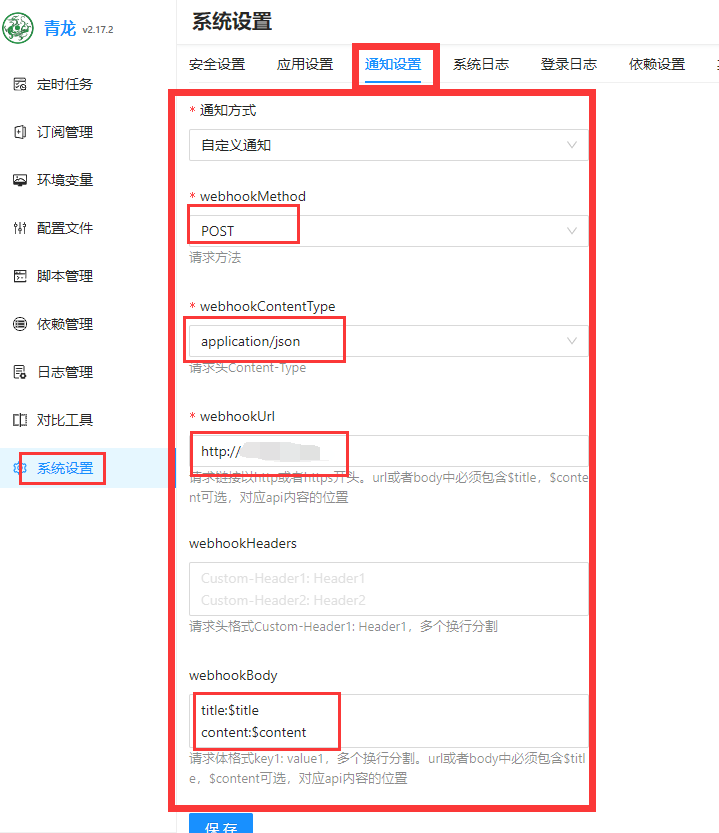 青龙 v2.17.2
系统设置
安全设置 应用设置 通知设置 系统日志 登录日志 依赖设置
定时任务
订阅管理
环境变量
配置文件
脚本管理
依赖管理
日志管理
对比工具
系统设置
* 通知方式
自定义通知
* webhookMethod
POST
请求方法
* webhookContentType
application/json
请求头Content-Type
* webhookUrl
http://
请求链接以http或者https开头。url或者body中必须包含$title，$conte
nt可选，对应api内容的位置
webhookHeaders
Custom-Header1: Header1
Custom-Header2: Header2
请求头格式Custom-Header1: Header1，多个换行分割
webhookBody
title:$title
content:$content
请求体格式key1: value1，多个换行分割。url或者body中必须包含$titl
e，$content可选，对应api内容的位置
保存